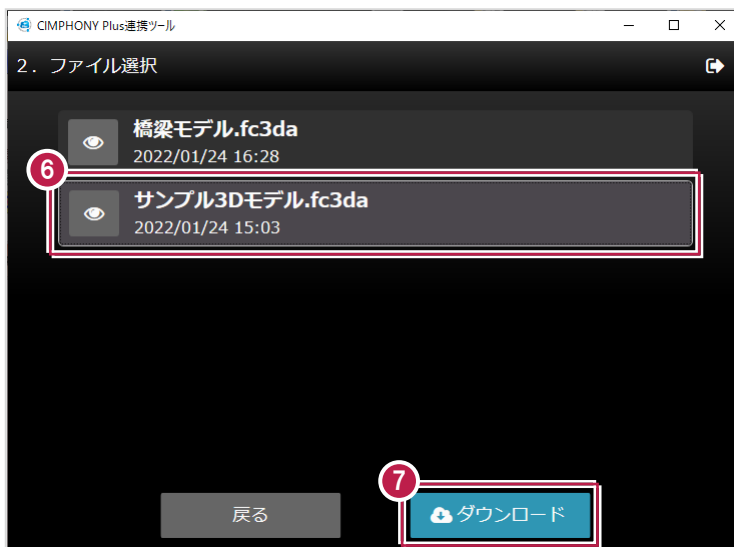 CIMPHONY Plus連携ツール
2．ファイル選択
橋梁モデル.fc3da
2022/01/24 16:28
6
サンプル3Dモデル.fc3da
2022/01/24 15:03
7
戻る
ダウンロード